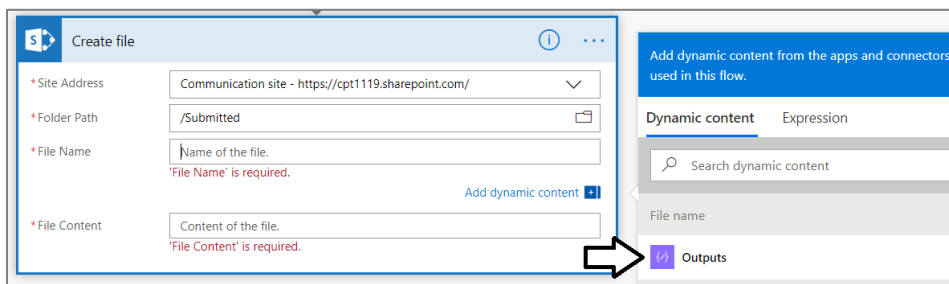 Create file
*Site Address
Communication site - https://cpt1119.sharepoint.com/
*Folder Path
/Submitted
*File Name
Name of the file.
'File Name' is required.
Add dynamic content
*File Content
Content of the file.
'File Content' is required.
Add dynamic content from the apps and connectors
used in this flow.
Dynamic content Expression
Search dynamic content
File name
Outputs